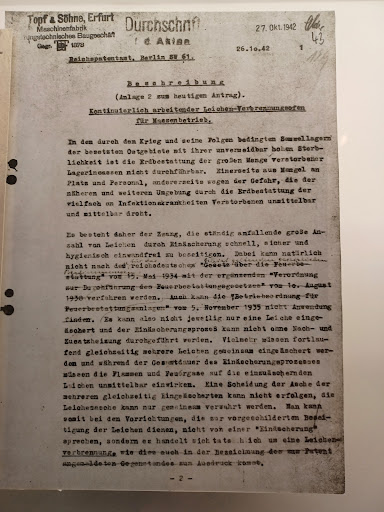 Topf & Söhne, Erfurt
Maschinenfabrik
feuerungstechnisches Baugeschäft
Gegr. 1878
Durchschrift
f. d. Akten
27. Okt. 1942
43
26.10.42
1
Reichspatentamt, Berlin SW 61.
Beschreibung
(Anlage 2 zum heutigen Antrag).
Kontinuierlich arbeitender Leichen-Verbrennungsofen
für Massenbetrieb.
In den durch den Krieg und seine Folgen bedingten Sammellagern
der besetzten Ostgebiete mit ihrer unvermeidbar hohen Sterb-
lichkeit ist die Erdbestattung der großen Menge verstorbener
Lagerinsassen nicht durchführbar. Einerseits aus Mangel an
Platz und Personal, andererseits wegen der Gefahr, die der
näheren und weiteren Umgebung durch die Erdbestattung der
vielfach an Infektionskrankheiten Verstorbenen unmittelbar
und mittelbar droht.
Es besteht daher der Zwang, die ständig anfallende große An-
zahl von Leichen durch Einäscherung schnell, sicher und
hygienisch einwandfrei zu beseitigen. Dabei kann natürlich
nicht nach dem reichsdeutschen "Gesetz über die Feuerbe-
stattung" vom 15. Mai 1934 mit der ergänzenden "Verordnung
zur Durchführung des Feuerbestattungsgesetzes" vom 10. August
1938 verfahren werden. Auch kann die "Betriebsordnung für
Feuerbestattungsanlagen" vom 5. November 1935 nicht Anwendung
finden. Es kann also nicht jeweilig nur eine Leiche einge-
äschert und der Einäscherungsprozeß kann nicht ohne Nach- und
Zusatzheizung durchgeführt werden. Vielmehr müssen fortlau-
fend gleichzeitig mehrere Leichen gemeinsam eingeäschert wer-
den und während der Gesamtdauer des Einäscherungsprozesses
müssen die Flammen und Feuergase auf die einzuäschernden
Leichen unmittelbar einwirken. Eine Scheidung der Asche der
mehreren gleichzeitig Eingeäscherten kann nicht erfolgen, die
Leichenasche kann nur gemeinsam verwahrt werden. Man kann
somit bei den Vorrichtungen, die der vorgeschilderten Besei-
tigung der Leichen dienen, nicht von einer "Einäscherung"
sprechen, sondern es handelt sich tatsächlich um eine Leichen-
verbrennung, wie dies auch in der Bezeichnung des zum Patent
angemeldeten Gegenstandes zum Ausdruck kommt.
- 2 -